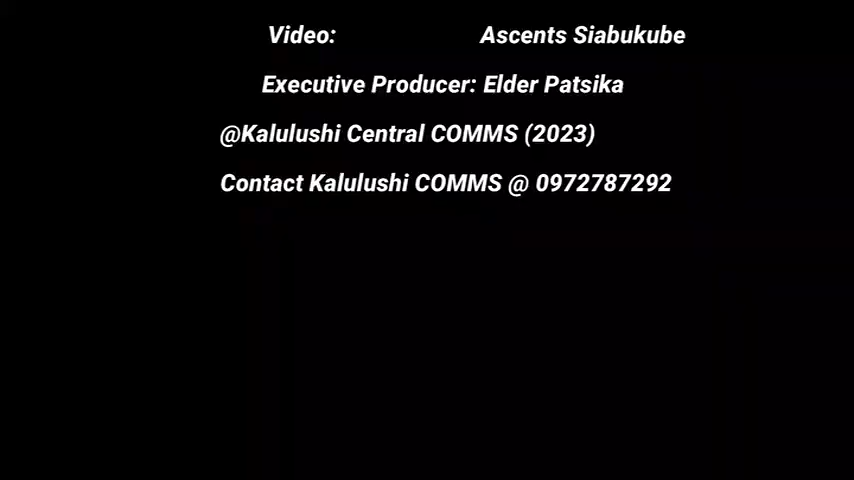 Video: Ascents Siabukube
Executive Producer: Elder Patsika
@Kalulushi Central COMMS (2023)
Contact Kalulushi COMMS @ 0972787292